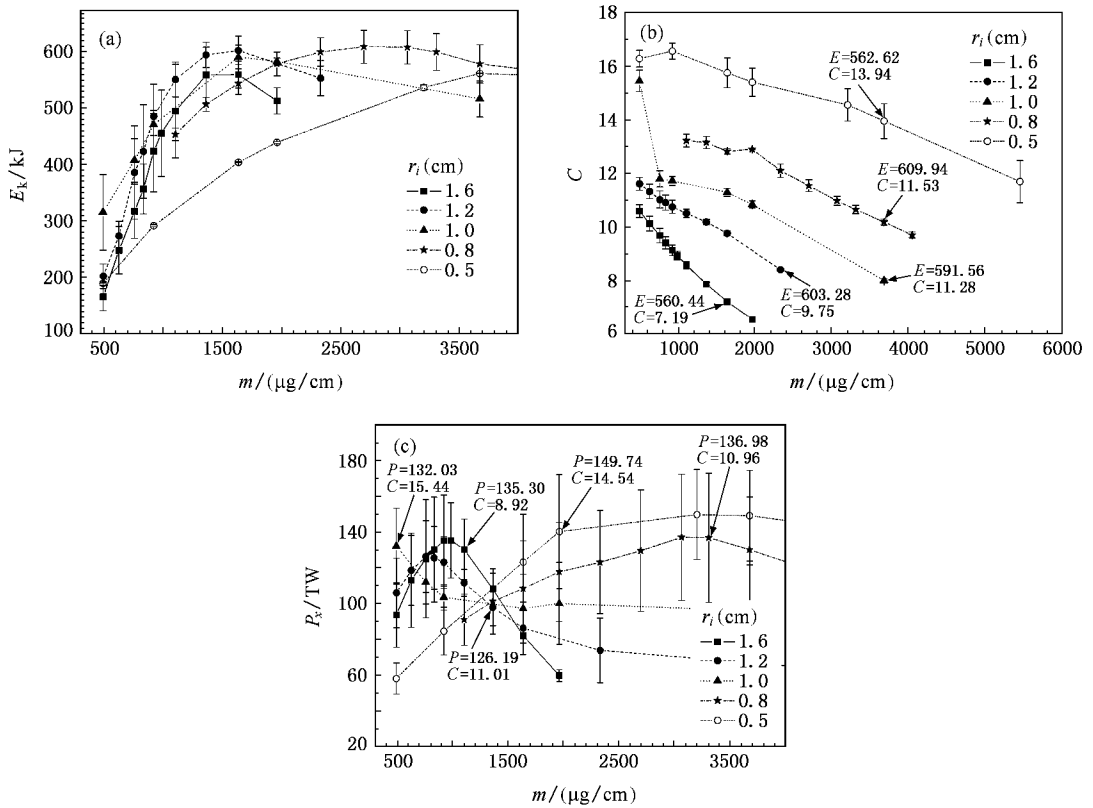 (a)
E_k/kJ
600
500
400
300
200
100
500
1500
2500
3500
m/(μg/cm)
r_i(cm)
1.6
1.2
1.0
0.8
0.5
(b)
C
18
16
14
12
10
8
6
1000
2000
3000
4000
5000
6000
m/(μg/cm)
r_i(cm)
1.6
1.2
1.0
0.8
0.5
E=562.62
C=13.94
E=609.94
C=11.53
E=591.56
C=11.28
E=603.28
C=9.75
E=560.44
C=7.19
(c)
P_x/TW
180
140
100
60
20
500
1500
2500
3500
m/(μg/cm)
P=132.03
C=15.44
P=135.30
C=8.92
P=149.74
C=14.54
P=136.98
C=10.96
P=126.19
C=11.01
r_i(cm)
1.6
1.2
1.0
0.8
0.5